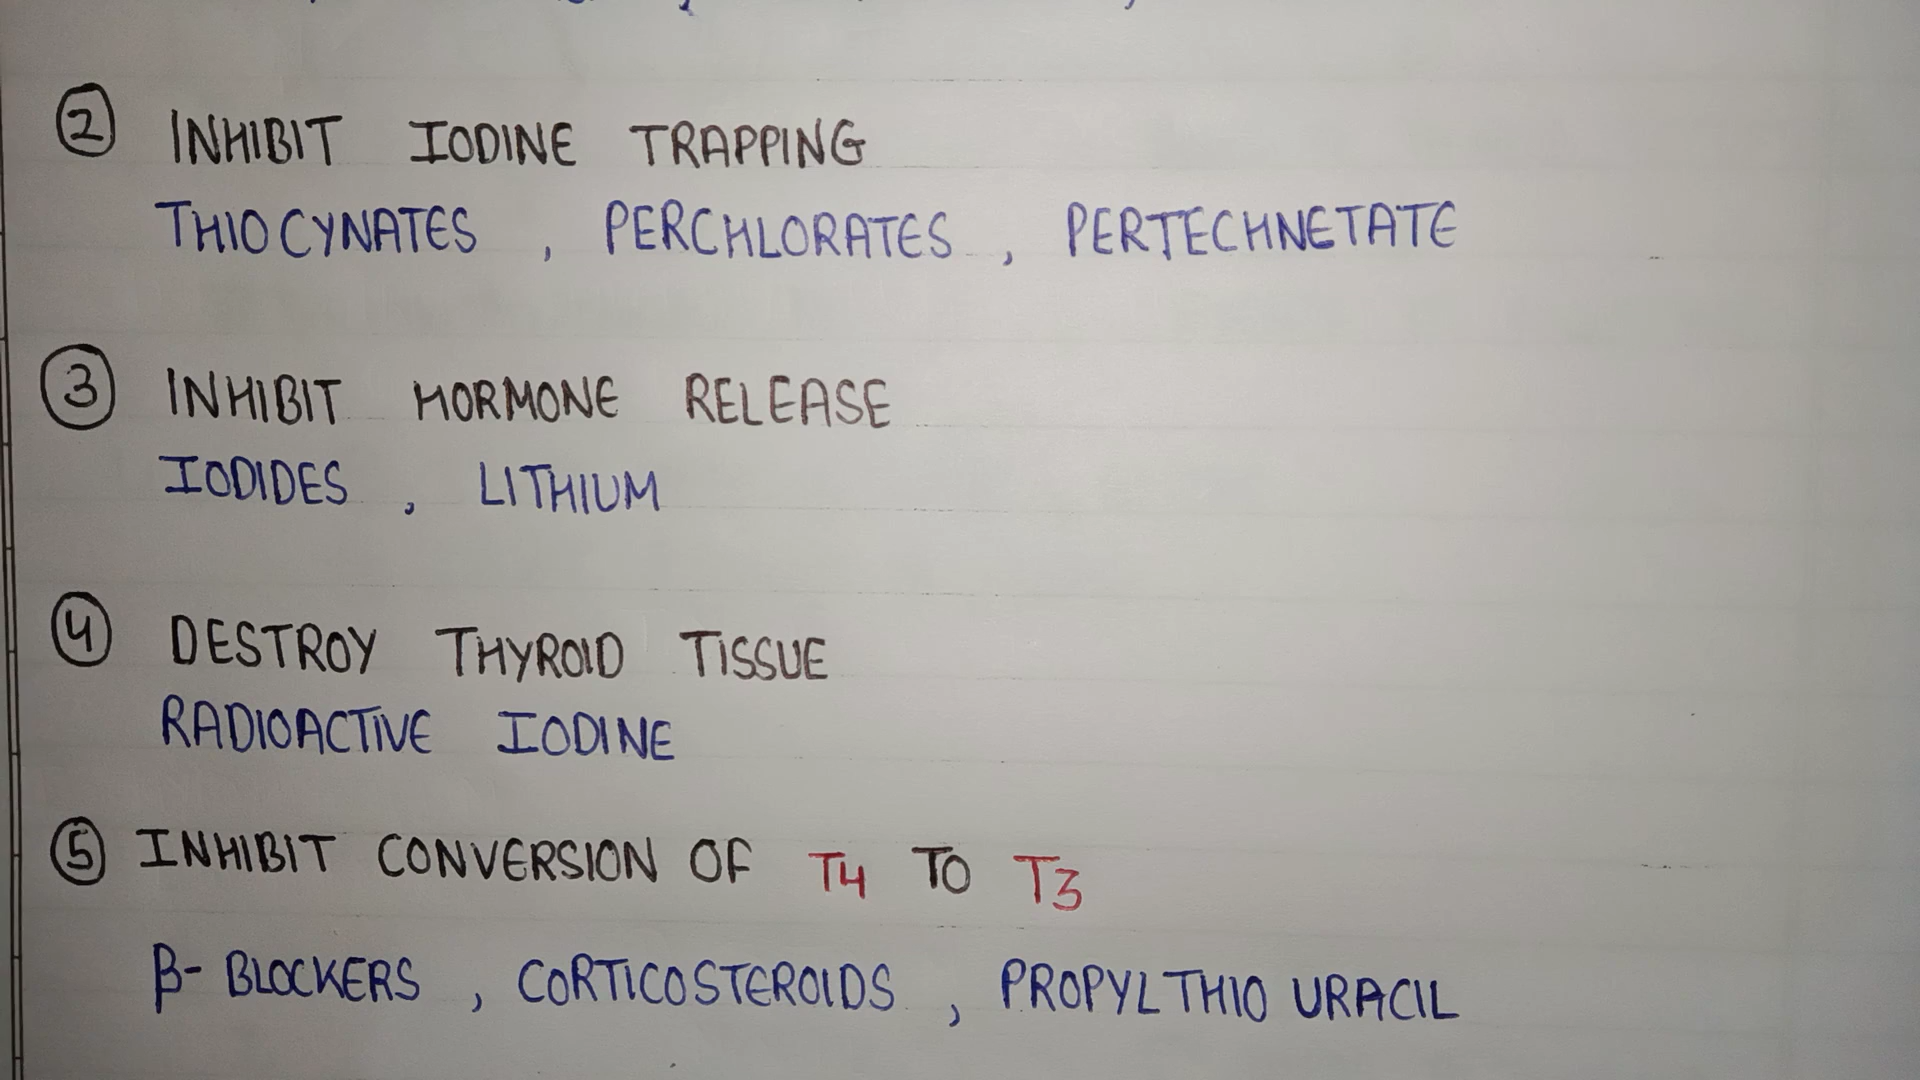 ② INHIBIT IODINE TRAPPING
THIOCYNATES , PERCHLORATES , PERTECHNETATE
③ INHIBIT HORMONE RELEASE
IODIDES , LITHIUM
④ DESTROY THYROID TISSUE
RADIOACTIVE IODINE
⑤ INHIBIT CONVERSION OF T4 TO T3
β- BLOCKERS , CORTICOSTEROIDS , PROPYLTHIO URACIL